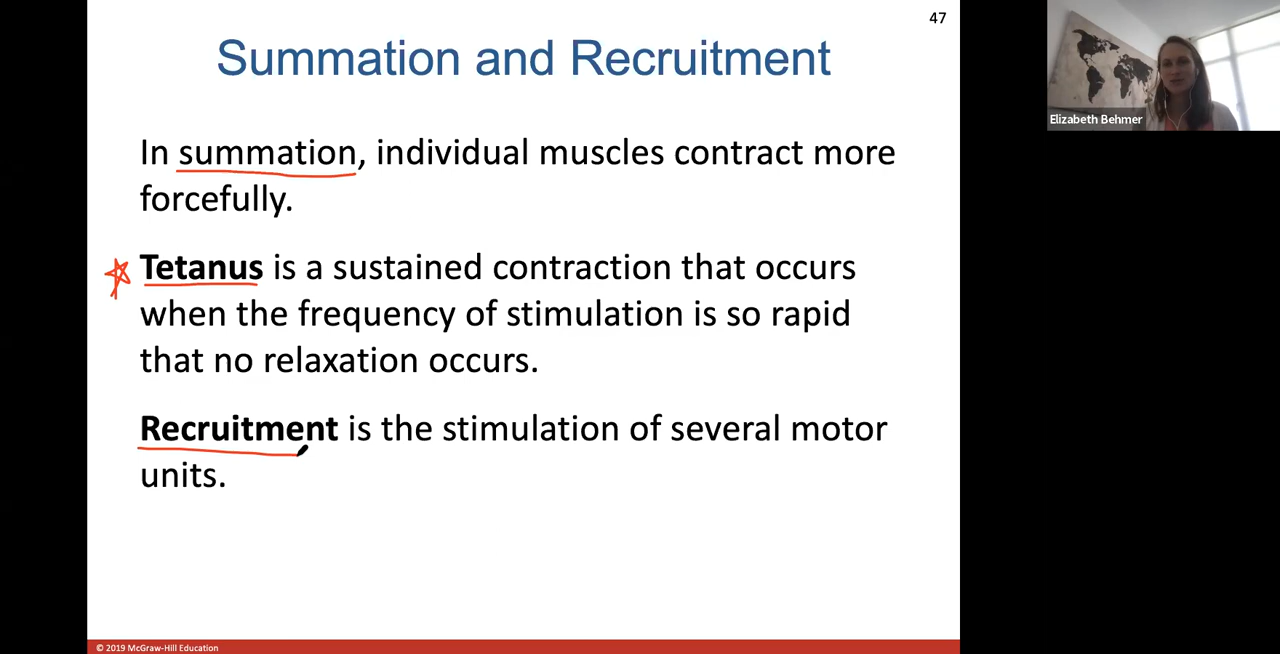 47
Summation and Recruitment
In summation, individual muscles contract more
forcefully.
Tetanus is a sustained contraction that occurs
when the frequency of stimulation is so rapid
that no relaxation occurs.
Recruitment is the stimulation of several motor
units.
© 2019 McGraw-Hill Education
Elizabeth Behmer